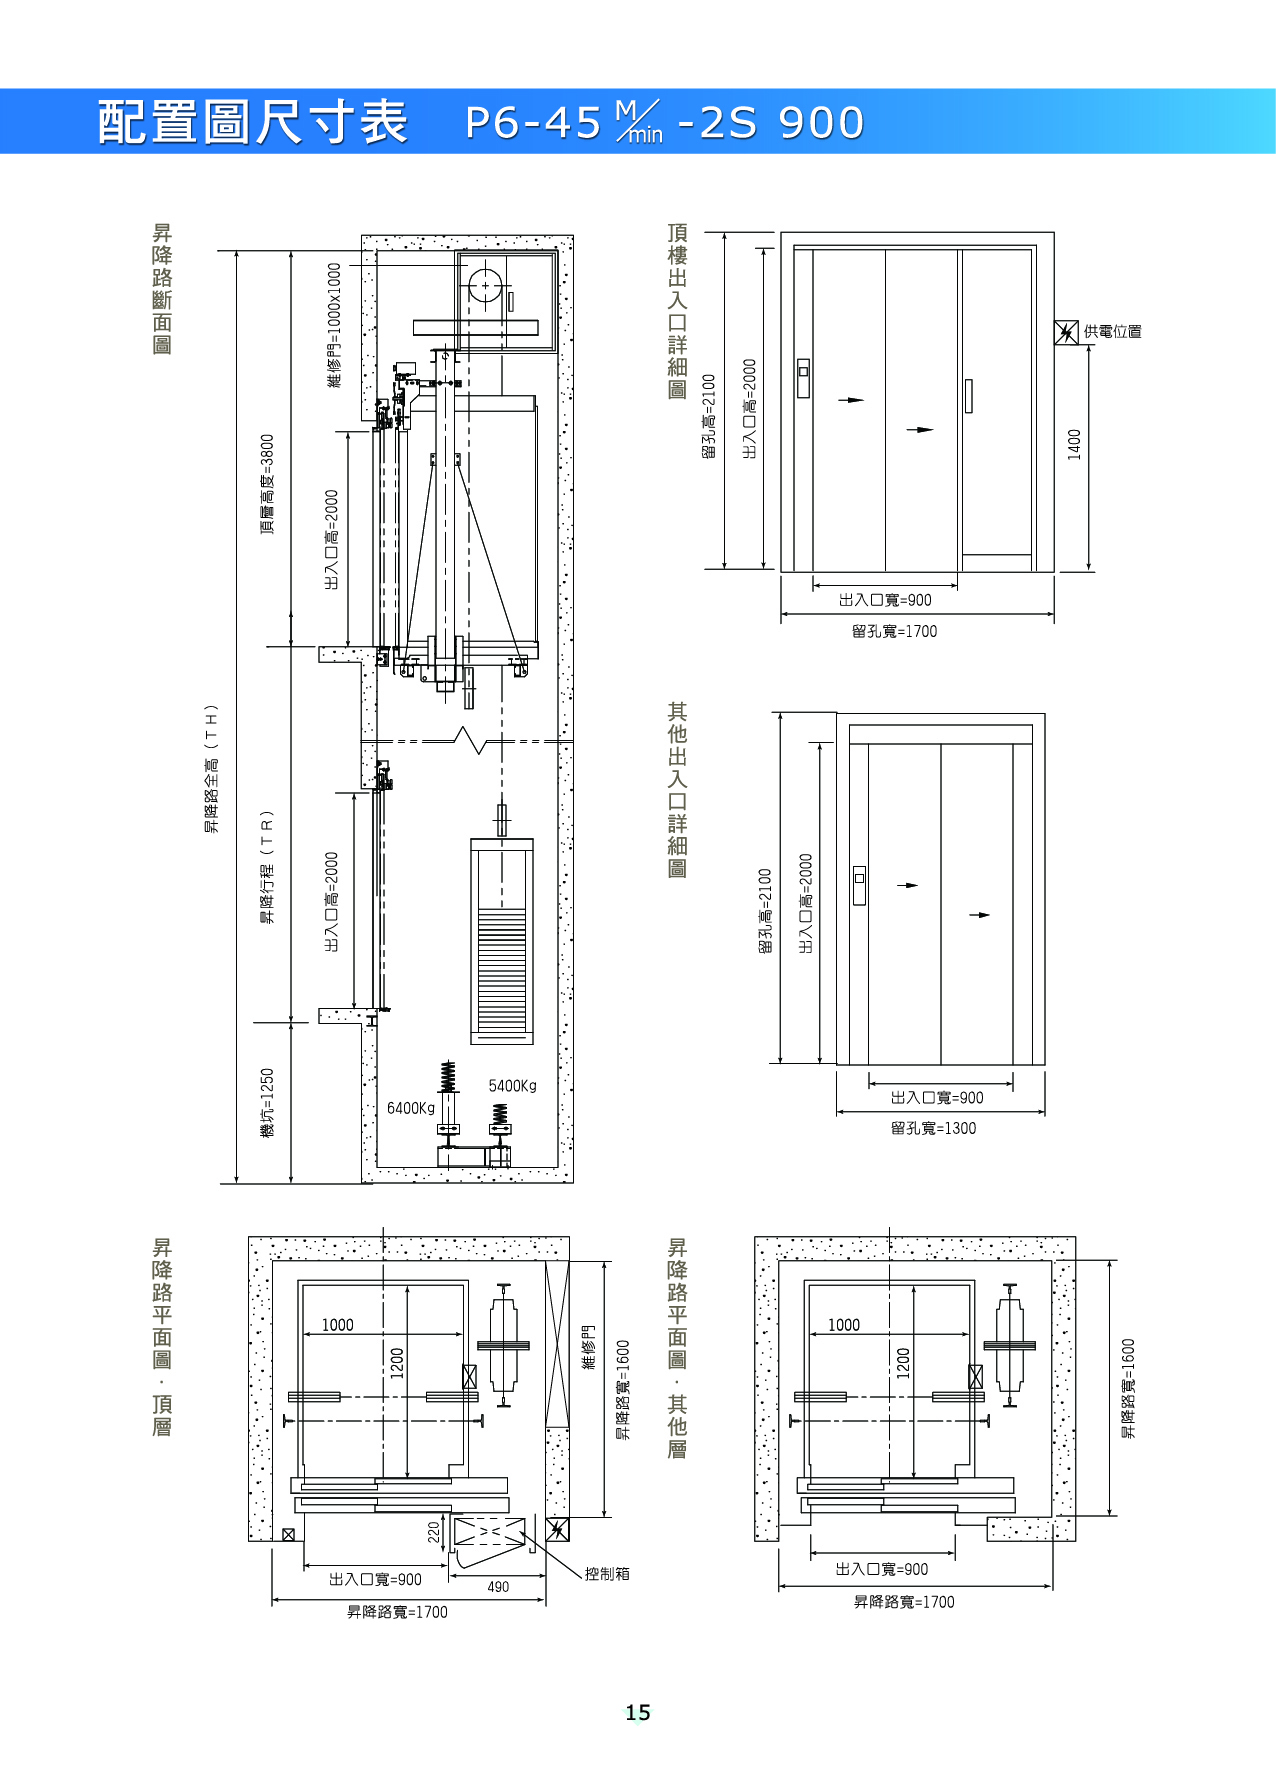 配置圖尺寸表 P6-45 M/min -2S 900
昇降路斷面圖
維修門=1000x1000
頂層高度=3800
出入口高=2000
昇降路全高（ＴＨ）
昇降行程（ＴＲ）
出入口高=2000
機坑=1250
6400Kg
5400Kg
頂樓出入口詳細圖
留孔高=2100
出入口高=2000
供電位置
1400
出入口寬=900
留孔寬=1700
其他出入口詳細圖
留孔高=2100
出入口高=2000
出入口寬=900
留孔寬=1300
昇降路平面圖．頂層
1000
1200
維修門
昇降路寬=1600
220
控制箱
出入口寬=900
490
昇降路寬=1700
昇降路平面圖．其他層
1000
1200
昇降路寬=1600
出入口寬=900
昇降路寬=1700
15